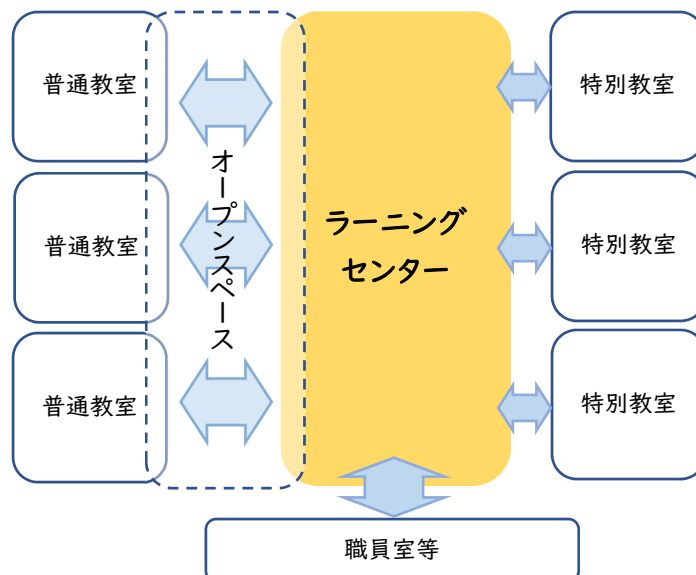 普通教室
特別教室
オープンスペース
ラーニング
センター
普通教室
特別教室
普通教室
特別教室
職員室等